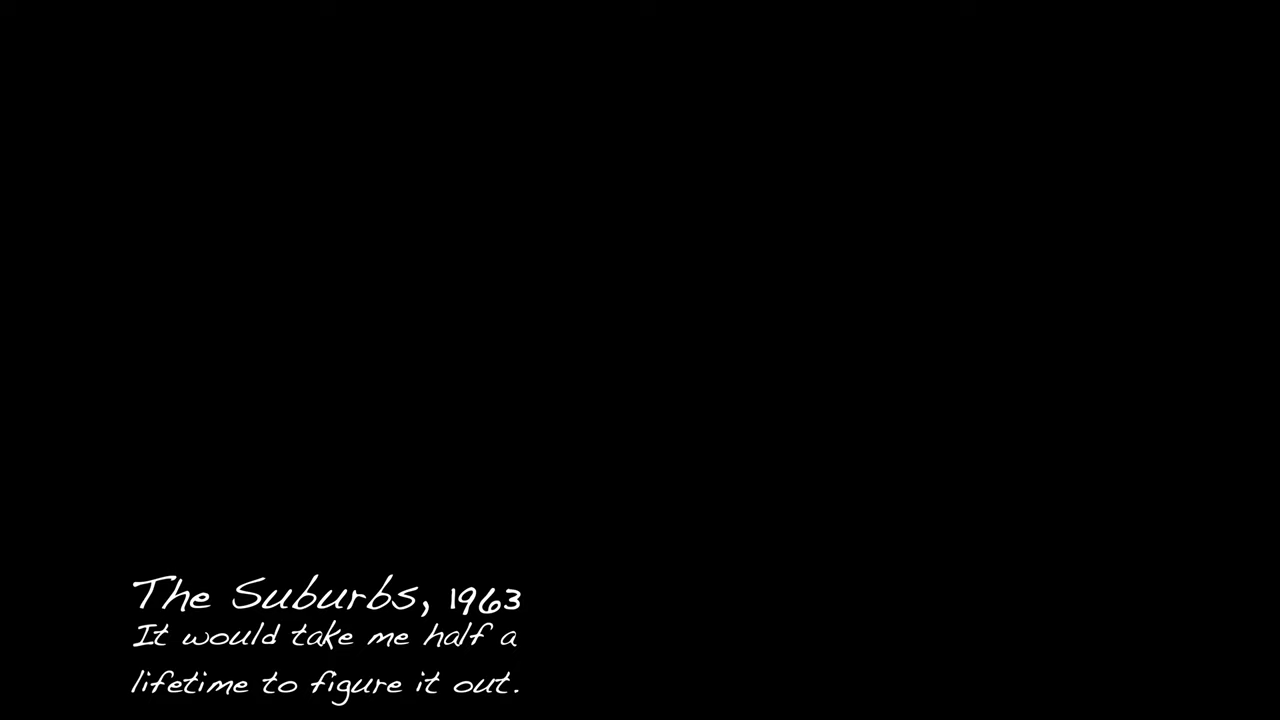 The Suburbs, 1963
It would take me half a
lifetime to figure it out.